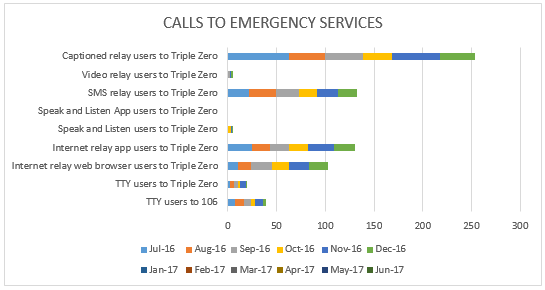 CALLS TO EMERGENCY SERVICES
Captioned relay users to Triple Zero
Video relay users to Triple Zero
SMS relay users to Triple Zero
Speak and Listen App users to Triple Zero
Speak and Listen users to Triple Zero
Internet relay app users to Triple Zero
Internet relay web browser users to Triple Zero
TTY users to Triple Zero
TTY users to 106
0 50 100 150 200 250 300
Jul-16 Aug-16 Sep-16 Oct-16 Nov-16 Dec-16
Jan-17 Feb-17 Mar-17 Apr-17 May-17 Jun-17